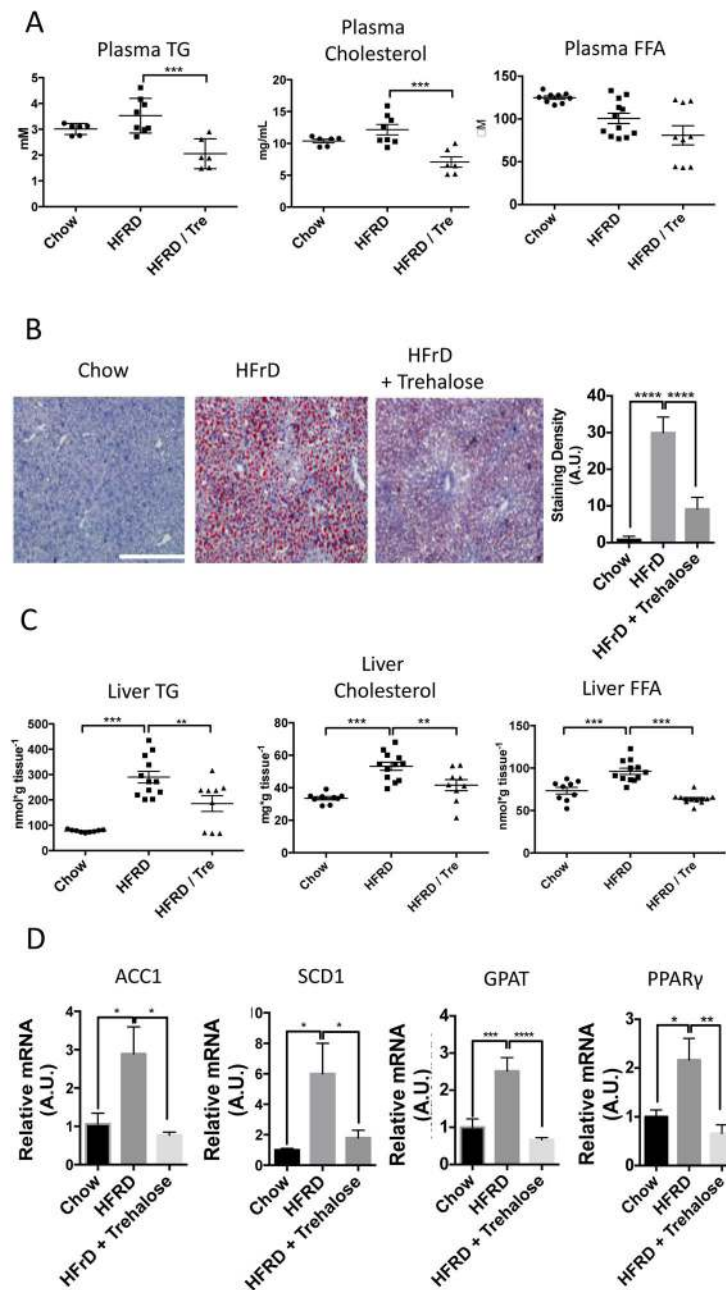 A
Plasma TG
Plasma
Cholesterol
Plasma FFA
***
***
5
4
3
2
1
0
mM
20
15
10
5
0
mg/mL
150
100
50
0
□M
Chow
HFRD
HFRD / Tre
Chow
HFRD
HFRD / Tre
Chow
HFRD
HFRD / Tre
B
Chow
HFrD
HFrD
+ Trehalose
**** ****
40
30
20
10
0
Staining Density
(A.U.)
Chow
HFrD
HFrD + Trehalose
C
Liver TG
Liver
Cholesterol
Liver FFA
*** **
*** **
*** ***
500
400
300
200
100
0
nmol*g tissue-1
80
60
40
20
0
mg*g tissue-1
150
100
50
0
nmol*g tissue-1
Chow
HFRD
HFRD / Tre
Chow
HFRD
HFRD / Tre
Chow
HFRD
HFRD / Tre
D
ACC1
SCD1
GPAT
PPARγ
* *
* *
*** ****
* **
4
3
2
1
0
Relative mRNA
(A.U.)
10
8
6
4
2
0
Relative mRNA
(A.U.)
4
3
2
1
0
Relative mRNA
(A.U.)
3
2
1
0
Relative mRNA
(A.U.)
Chow
HFRD
HFrD + Trehalose
Chow
HFRD
HFRD + Trehalose
Chow
HFRD
HFRD + Trehalose
Chow
HFRD
HFRD + Trehalose